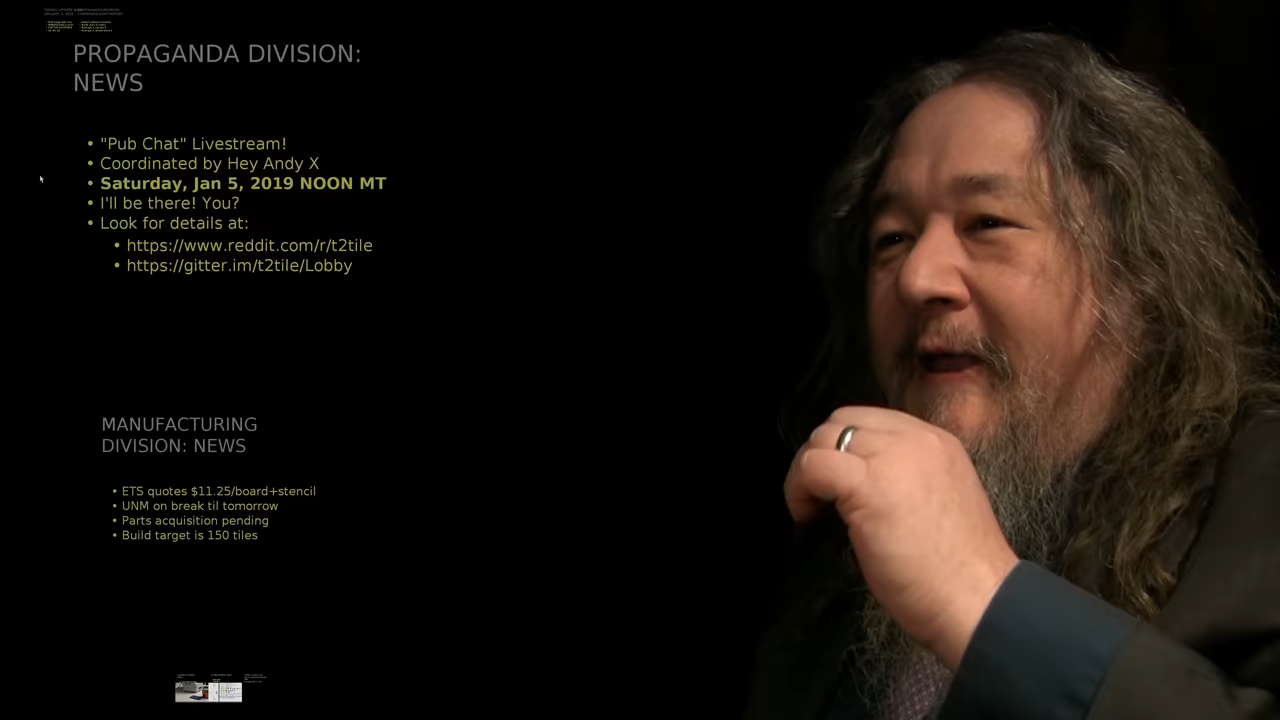 PROPAGANDA DIVISION:
NEWS
• "Pub Chat" Livestream!
• Coordinated by Hey Andy X
• Saturday, Jan 5, 2019 NOON MT
• I'll be there! You?
• Look for details at:
• https://www.reddit.com/r/t2tile
• https://gitter.im/t2tile/Lobby
MANUFACTURING
DIVISION: NEWS
• ETS quotes $11.25/board+stencil
• UNM on break til tomorrow
• Parts acquisition pending
• Build target is 150 tiles